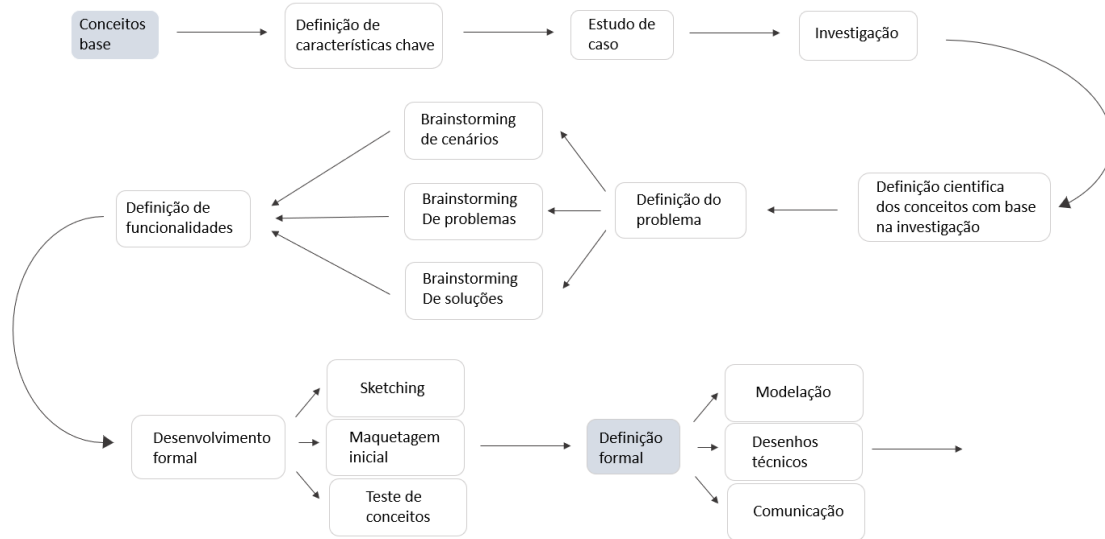 Conceitos
base
Definição de
características chave
Estudo de
caso
Investigação
Brainstorming
de cenários
Definição cientifica
dos conceitos com base
na investigação
Definição do
problema
Brainstorming
De problemas
Definição de
funcionalidades
Brainstorming
De soluções
Sketching
Modelação
Desenvolvimento
formal
Maquetagem
inicial
Definição
formal
Desenhos
técnicos
Teste de
conceitos
Comunicação